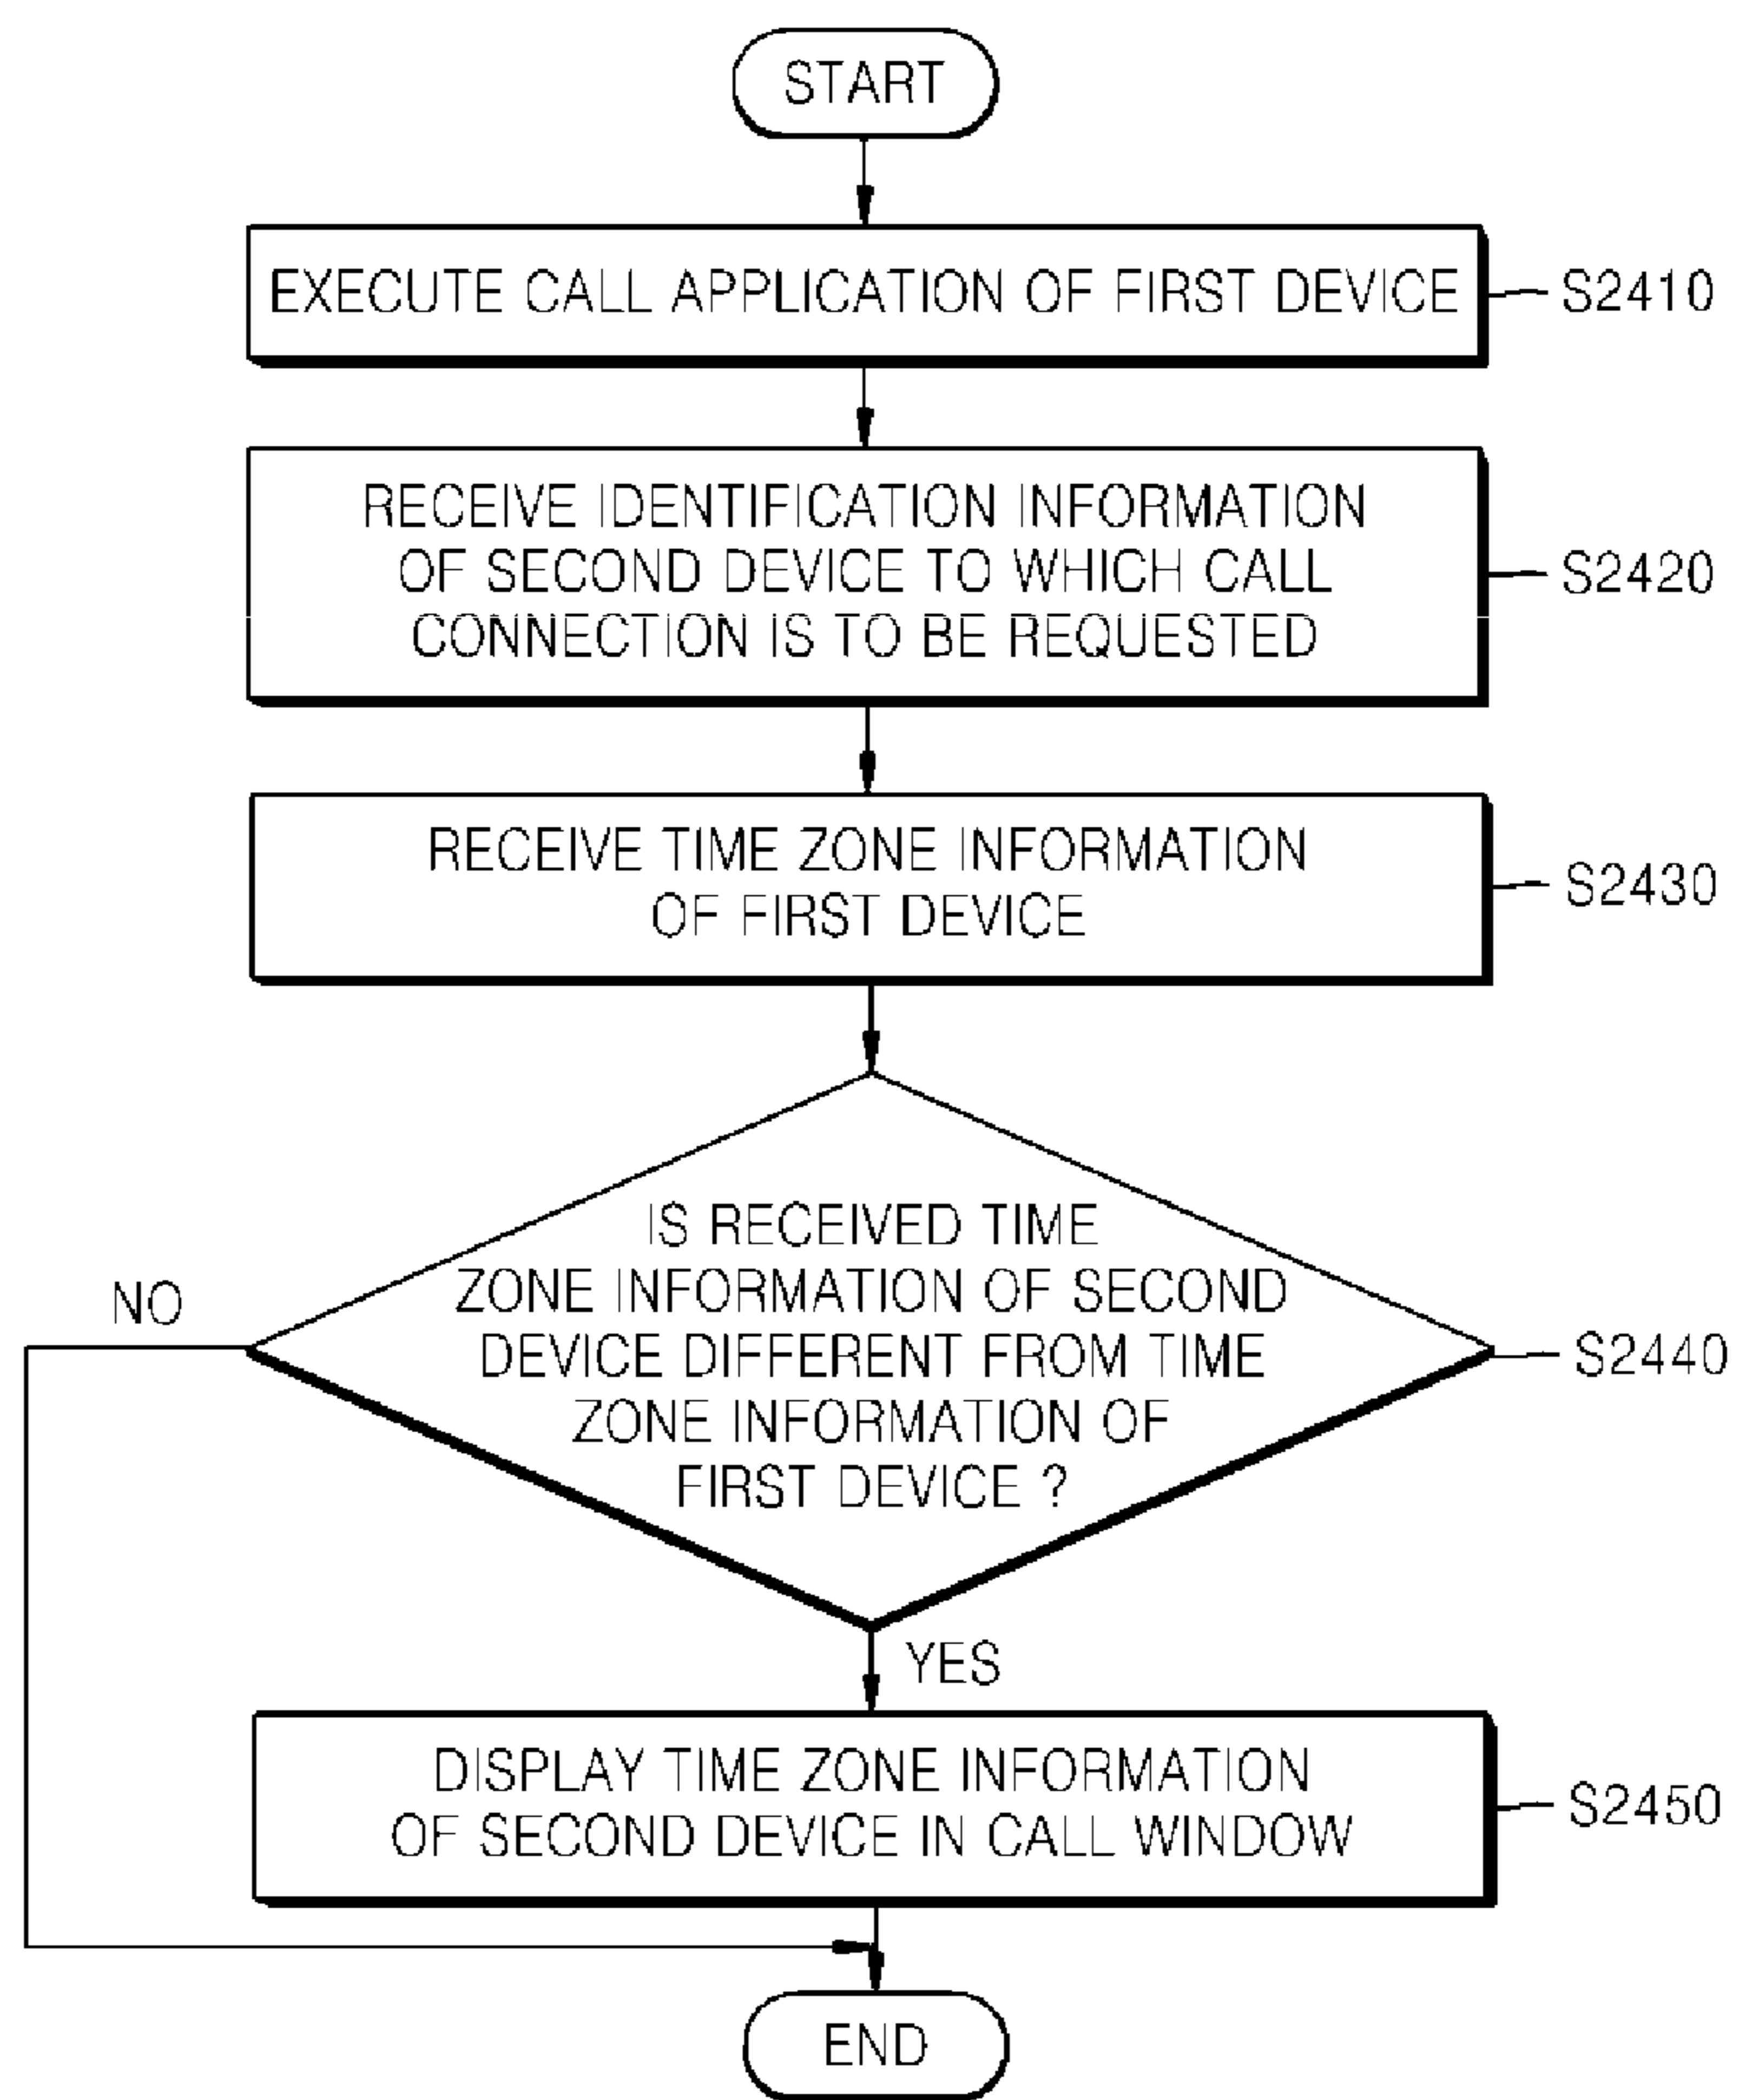 START
EXECUTE CALL APPLICATION OF FIRST DEVICE
S2410
RECEIVE IDENTIFICATION INFORMATION
OF SECOND DEVICE TO WHICH CALL
CONNECTION IS TO BE REQUESTED
S2420
RECEIVE TIME ZONE INFORMATION
OF FIRST DEVICE
S2430
IS RECEIVED TIME
ZONE INFORMATION OF SECOND
DEVICE DIFFERENT FROM TIME
ZONE INFORMATION OF
FIRST DEVICE ?
S2440
NO
YES
DISPLAY TIME ZONE INFORMATION
OF SECOND DEVICE IN CALL WINDOW
S2450
END